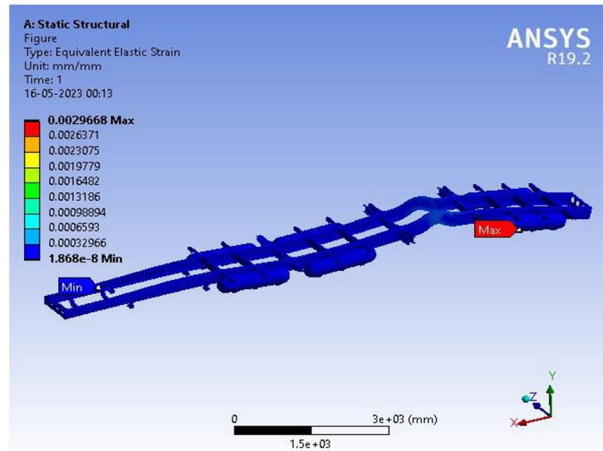 A: Static Structural
Figure
Type: Equivalent Elastic Strain
Unit: mm/mm
Time: 1
16-05-2023 00:13
ANSYS
R19.2
0.0029668 Max
0.0026371
0.0023075
0.0019779
0.0016482
0.0013186
0.00098894
0.0006593
0.00032966
1.868e-8 Min
Min
Max
0 3e+03 (mm)
1.5e+03
Y
Z
X